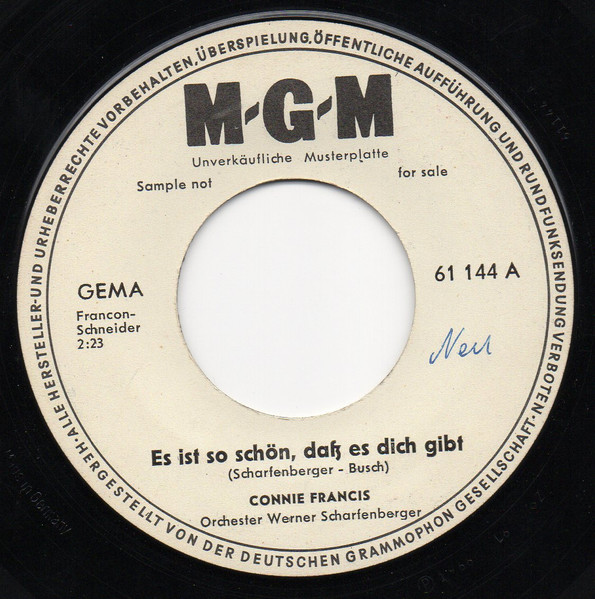 ·ALLE HERSTELLER-UND URHEBERRECHTE VORBEHALTEN, ÜBERSPIELUNG, ÖFFENTLICHE AUFFÜHRUNG UND RUNDFUNKSENDUNG VERBOTEN·
M-G-M
Unverkäufliche Musterplatte
Sample not for sale
61 144 A
GEMA
Francon-
Schneider
2:23
Neu
Es ist so schön, daß es dich gibt
(Scharfenberger - Busch)
CONNIE FRANCIS
Orchester Werner Scharfenberger
HERGESTELLT VON DER DEUTSCHEN GRAMMOPHON GESELLSCHAFT·